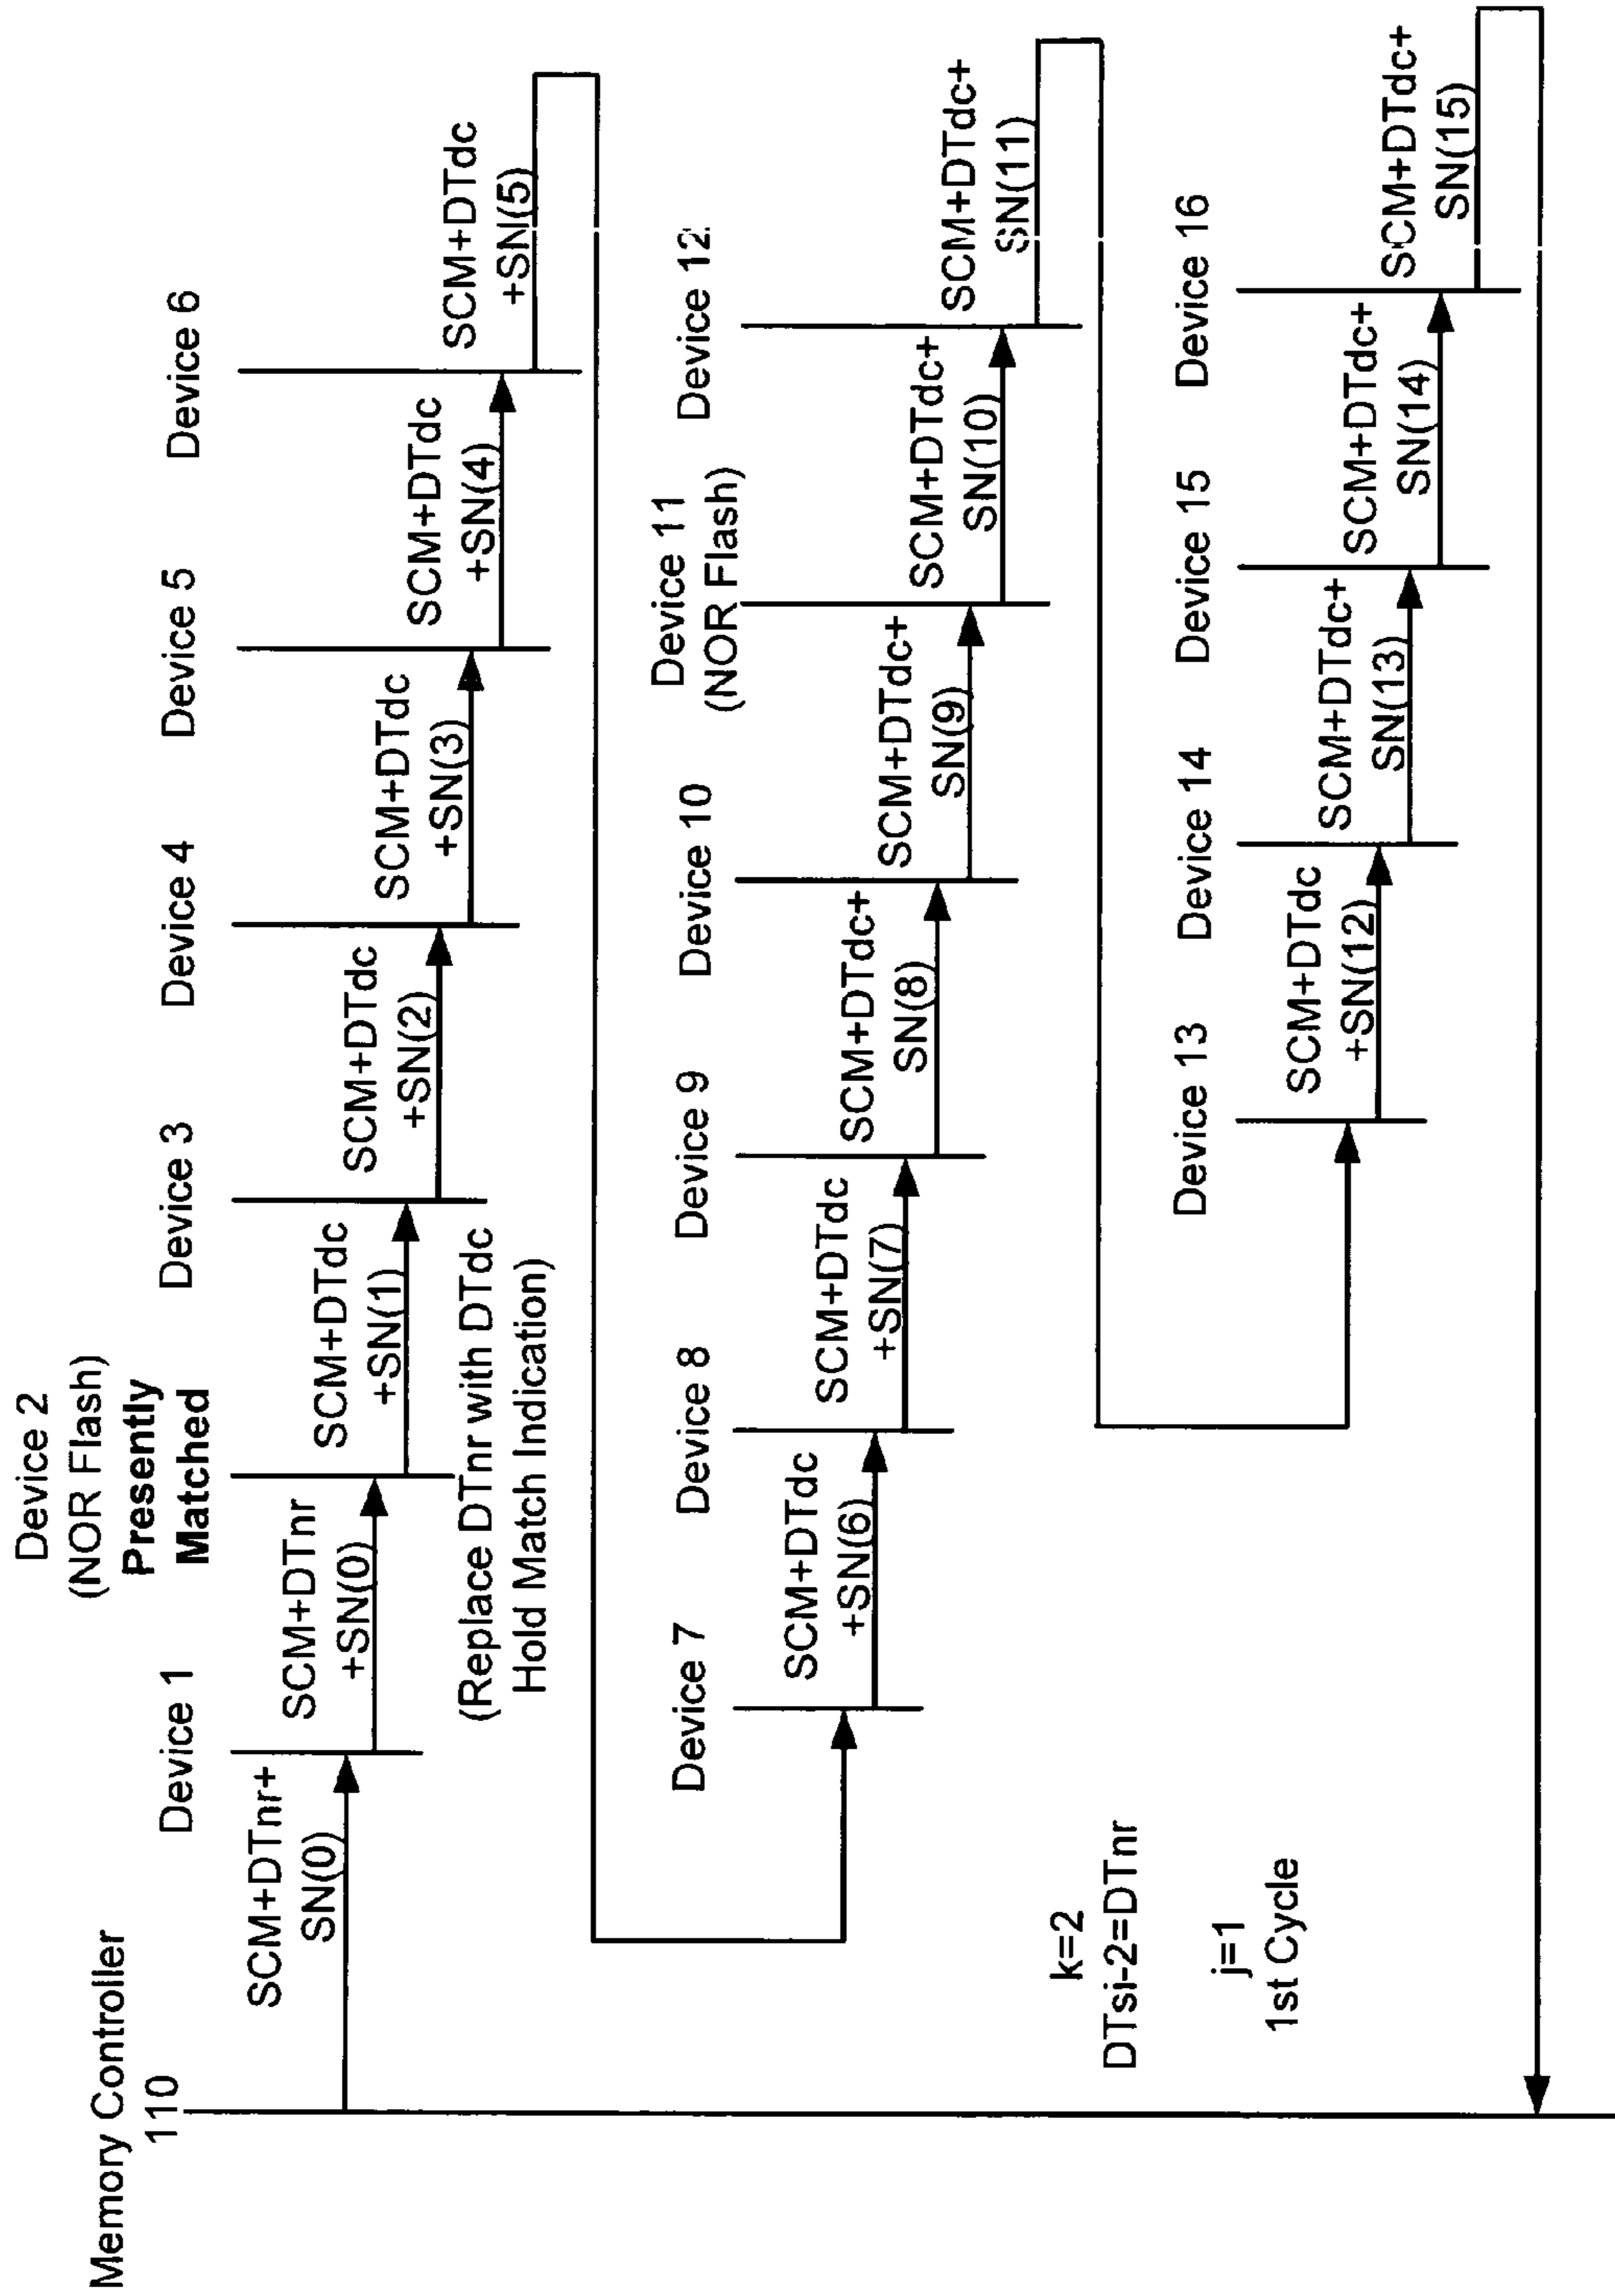 Memory Controller
110
Device 1
Device 2
(NOR Flash)
Presently
Matched
Device 3
Device 4
Device 5
Device 6
SCM+DTnr+
SN(0)
SCM+DTnr
+SN(0)
SCM+DTdc
+SN(1)
SCM+DTdc
+SN(2)
SCM+DTdc
+SN(3)
SCM+DTdc
+SN(4)
SCM+DTdc
+SN(5)
(Replace DTnr with DTdc
Hold Match Indication)
Device 7
Device 8
Device 9
Device 10
Device 11
(NOR Flash)
Device 12
SCM+DTdc
+SN(6)
SCM+DTdc
+SN(7)
SCM+DTdc+
SN(8)
SCM+DTdc+
SN(9)
SCM+DTdc+
SN(10)
SCM+DTdc+
SN(11)
k=2
DTsi-2=DTnr
j=1
1st Cycle
Device 13
Device 14
Device 15
Device 16
SCM+DTdc
+SN(12)
SCM+DTdc+
SN(13)
SCM+DTdc+
SN(14)
SCM+DTdc+
SN(15)